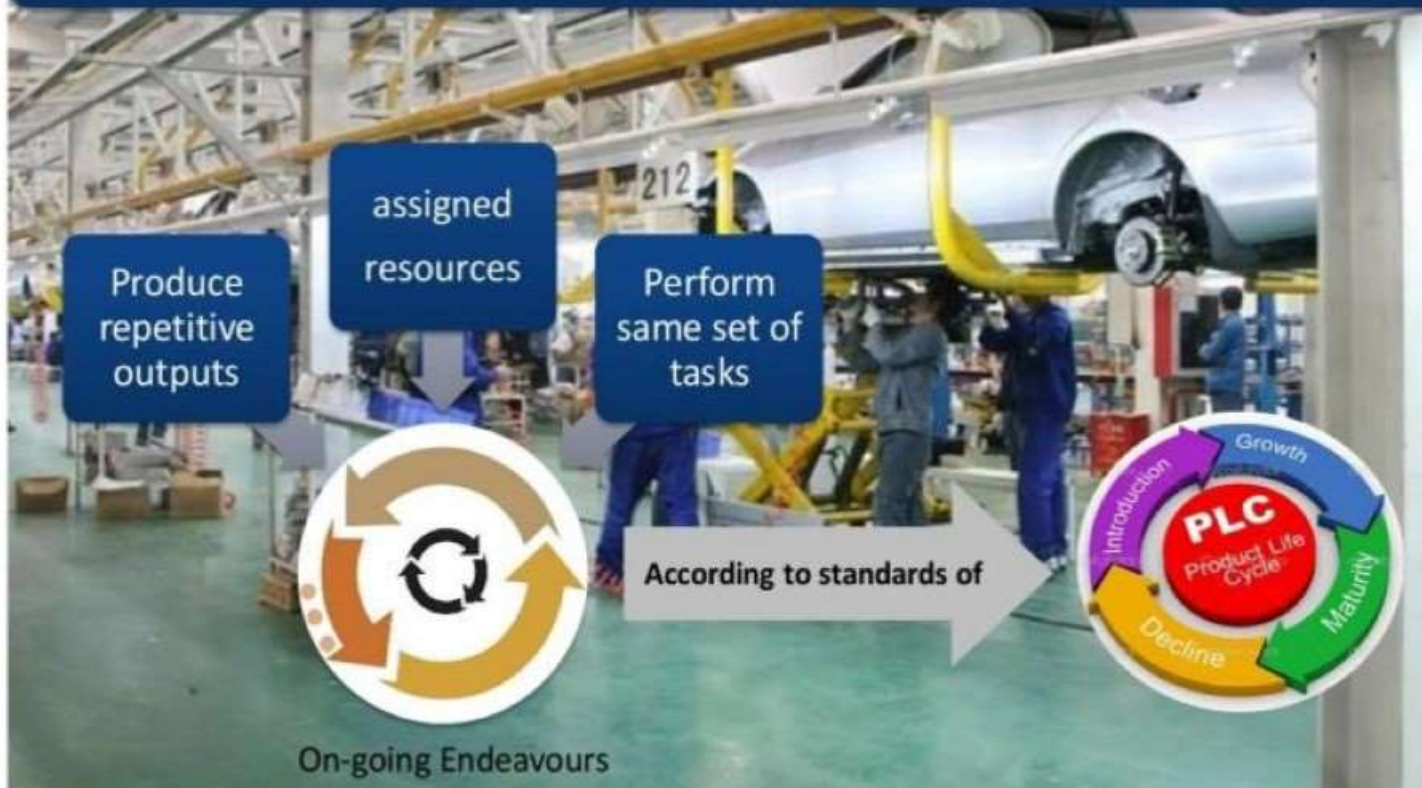 assigned
resources
Produce
repetitive
outputs
Perform
same set of
tasks
212
According to standards of
On-going Endeavours
Introduction
Growth
Maturity
Decline
PLC
Product Life
Cycle